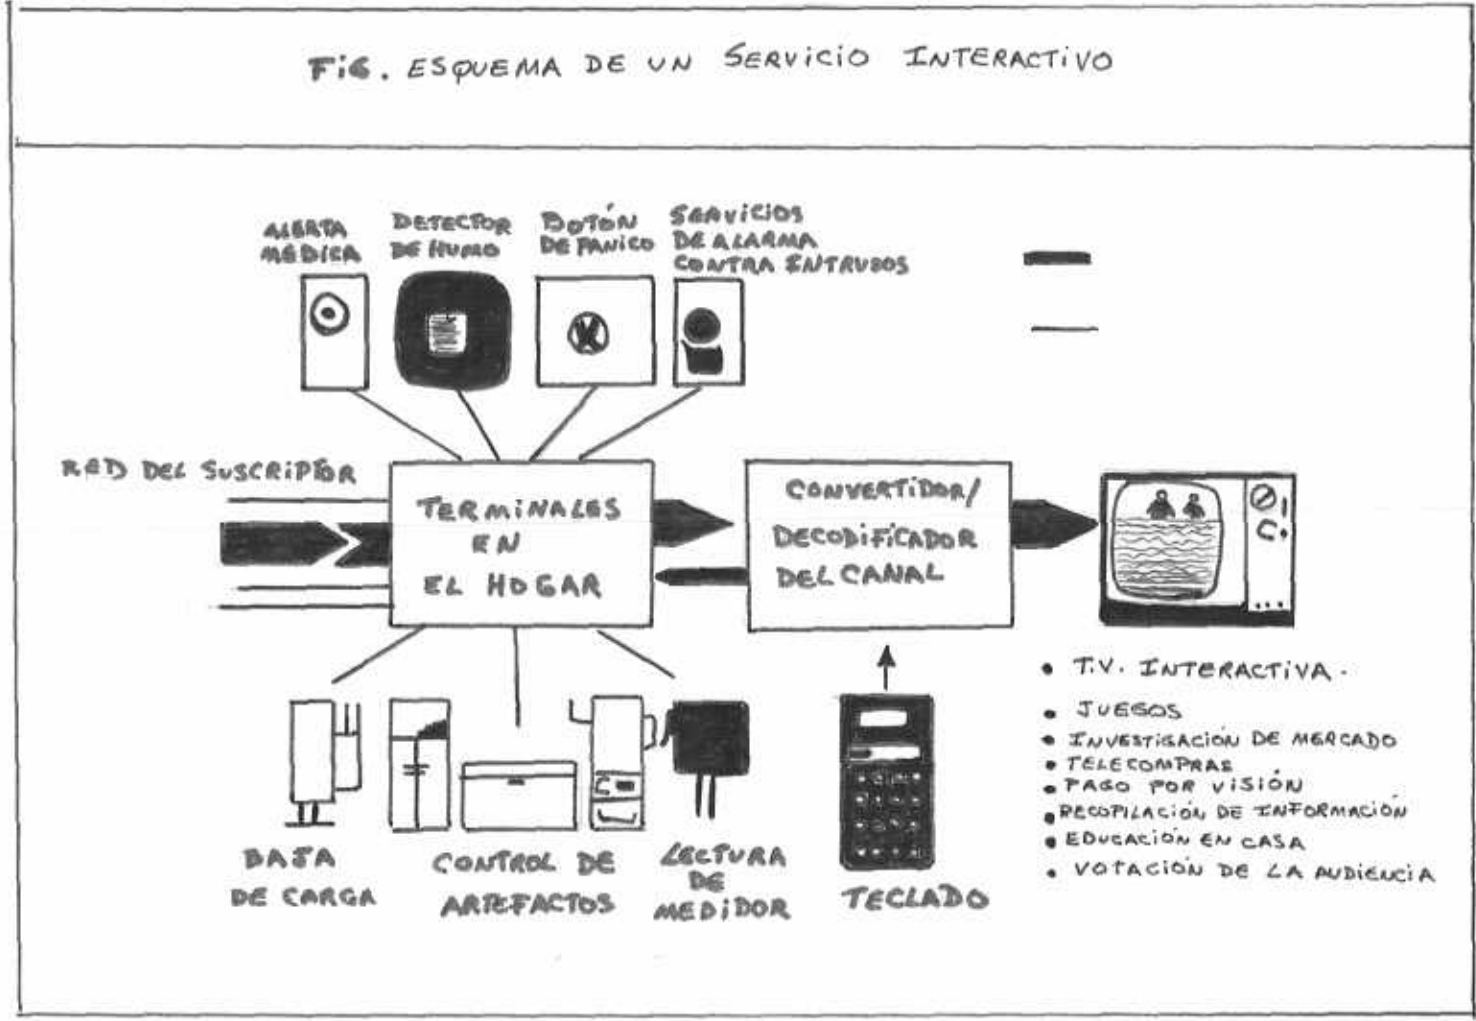 FiG. ESQUEMA DE UN SERViCiO INTERACTiVO
ALERTA
MÉDICA
DETECTOR
DE HUMO
BOTÓN
DE PANICO
SERViCiOS
DE ALARMA
CONTRA INTRUSOS
RED DEL SUSCRiPTOR
TERMiNALES
EN
EL HOGAR
CONVERTiDOR/
DECODiFiCADOR
DEL CANAL
BAJA
DE CARGA
CONTROL DE
ARTEFACTOS
LECTURA
DE
MEDiDOR
TECLADO
• T.V. INTERACTiVA.
• JUEGOS
• INVESTIGACIÓN DE MERCADO
• TELECOMPRAS
• PAGO POR ViSiÓN
• RECOPILACIÓN DE INFORMACIÓN
• EDUCACIÓN EN CASA
• VOTACIÓN DE LA AUDIENCIA